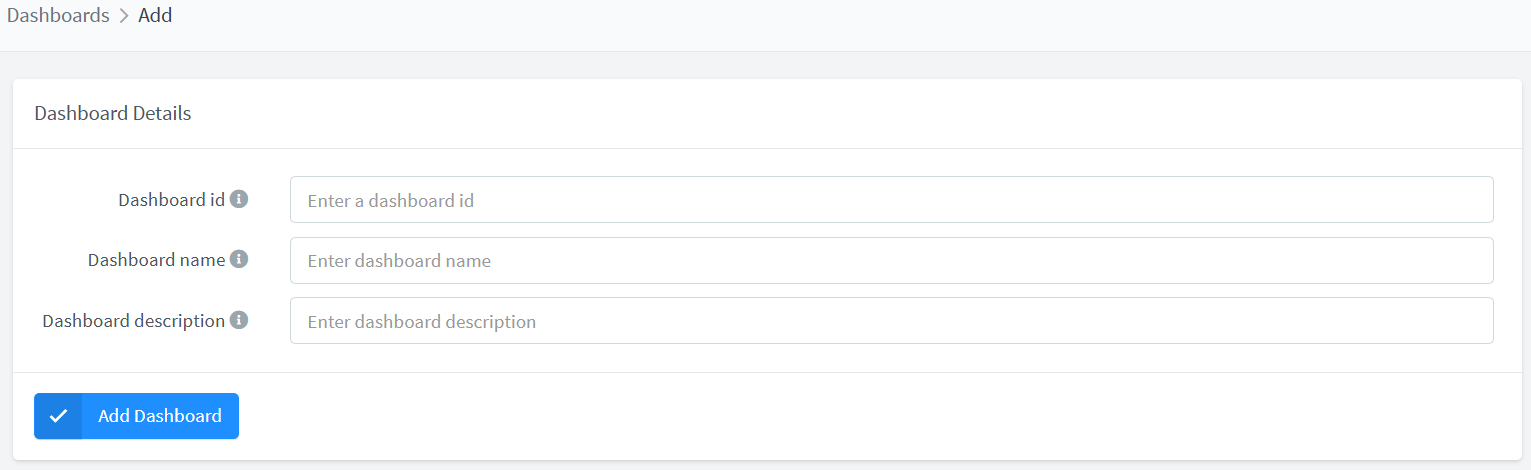 Dashboards > Add
Dashboard Details
Dashboard id Enter a dashboard id
Dashboard name Enter dashboard name
Dashboard description Enter dashboard description
Add Dashboard